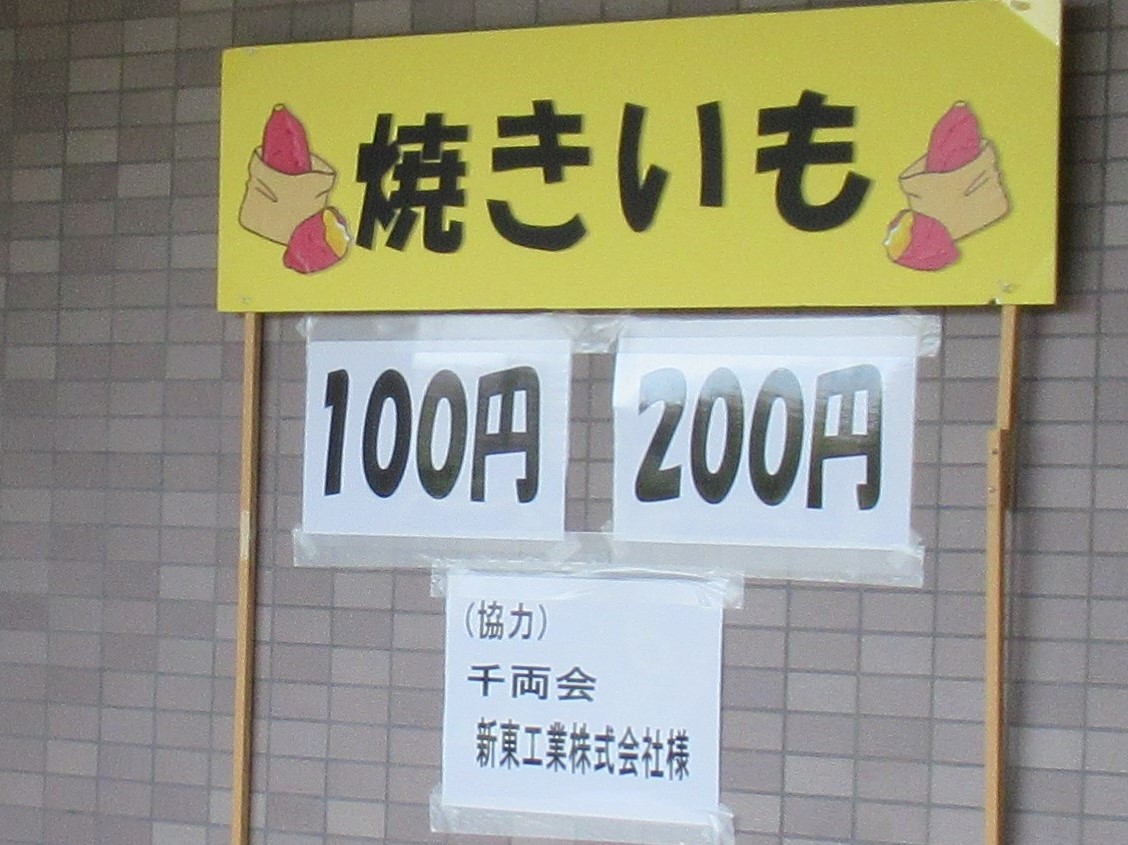 焼きいも
100円
200円
(協力)
千両会
新東工業株式会社様